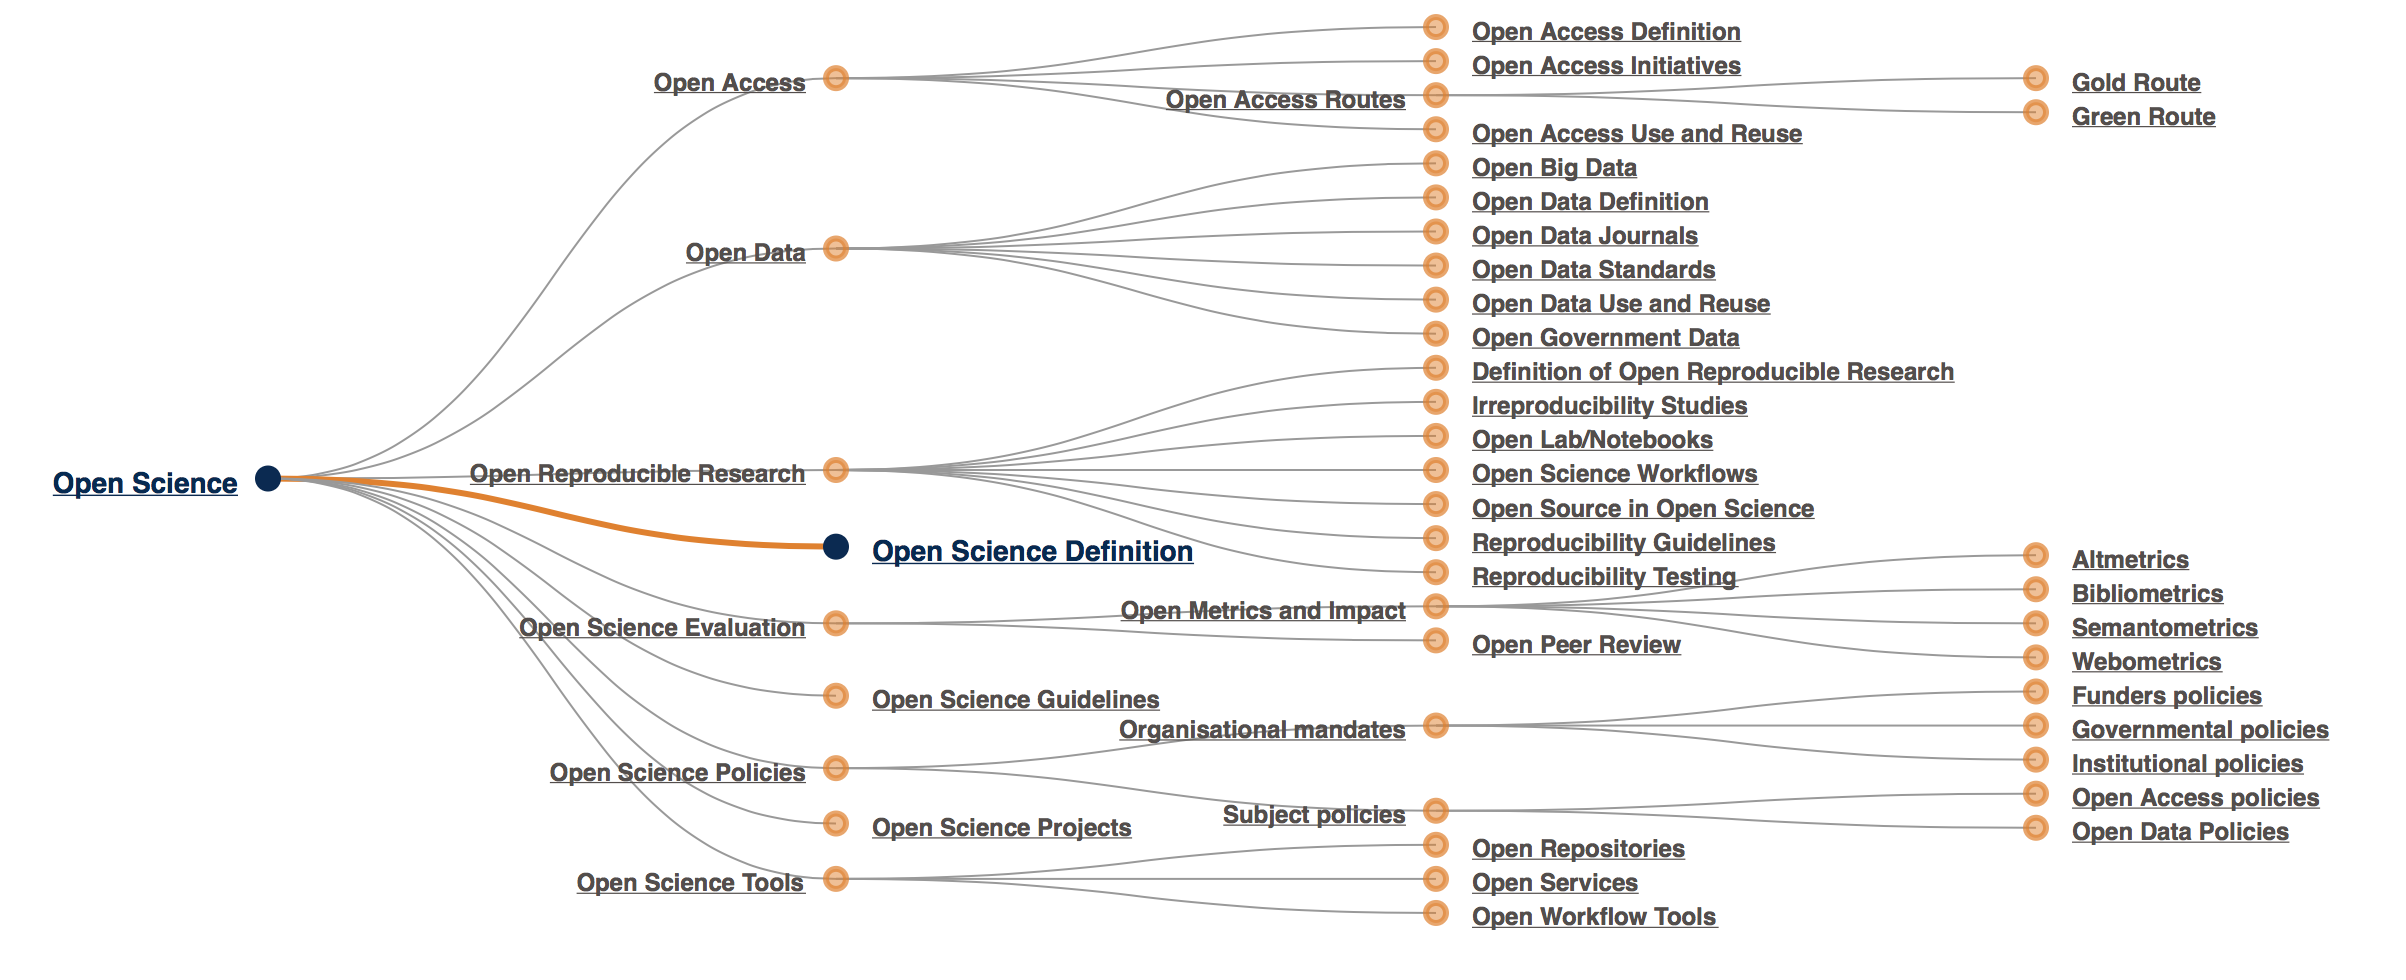 Open Science
Open Access
Open Access Definition
Open Access Initiatives
Open Access Routes
Gold Route
Green Route
Open Access Use and Reuse
Open Data
Open Big Data
Open Data Definition
Open Data Journals
Open Data Standards
Open Data Use and Reuse
Open Government Data
Open Reproducible Research
Definition of Open Reproducible Research
Irreproducibility Studies
Open Lab/Notebooks
Open Science Workflows
Open Source in Open Science
Reproducibility Guidelines
Reproducibility Testing
Open Science Definition
Open Science Evaluation
Open Metrics and Impact
Altmetrics
Bibliometrics
Semantometrics
Webometrics
Open Peer Review
Open Science Guidelines
Open Science Policies
Organisational mandates
Funders policies
Governmental policies
Institutional policies
Subject policies
Open Access policies
Open Data Policies
Open Science Projects
Open Science Tools
Open Repositories
Open Services
Open Workflow Tools